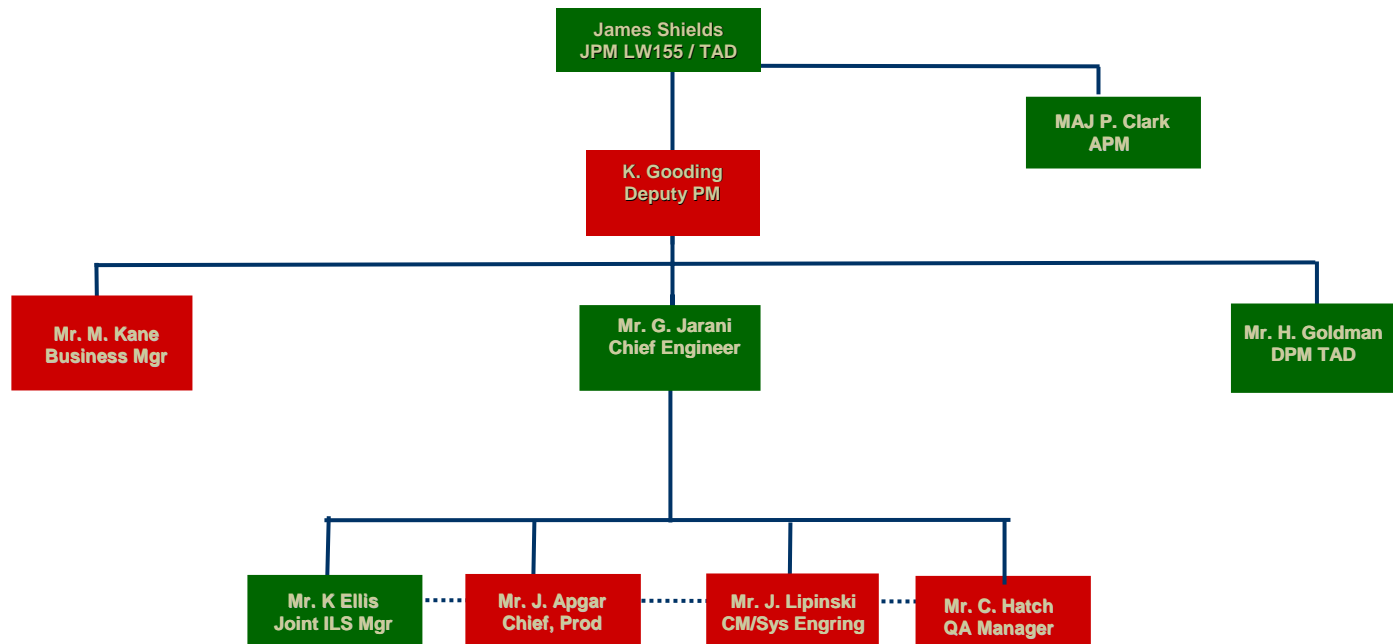 James Shields
JPM LW155 / TAD
MAJ P. Clark
APM
K. Gooding
Deputy PM
Mr. M. Kane
Business Mgr
Mr. G. Jarani
Chief Engineer
Mr. H. Goldman
DPM TAD
Mr. K Ellis
Joint ILS Mgr
Mr. J. Apgar
Chief, Prod
Mr. J. Lipinski
CM/Sys Engring
Mr. C. Hatch
QA Manager